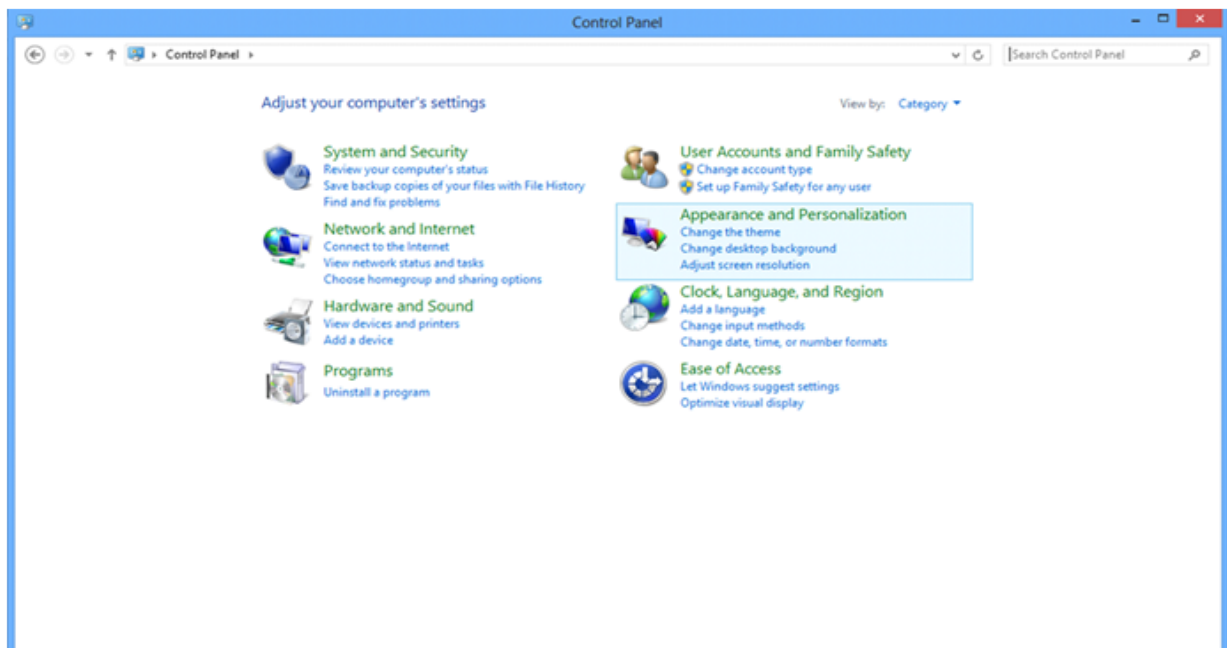 Control Panel
Control Panel
Search Control Panel
Adjust your computer's settings
View by: Category
System and Security
Review your computer's status
Save backup copies of your files with File History
Find and fix problems
Network and Internet
Connect to the Internet
View network status and tasks
Choose homegroup and sharing options
Hardware and Sound
View devices and printers
Add a device
Programs
Uninstall a program
User Accounts and Family Safety
Change account type
Set up Family Safety for any user
Appearance and Personalization
Change the theme
Change desktop background
Adjust screen resolution
Clock, Language, and Region
Add a language
Change input methods
Change date, time, or number formats
Ease of Access
Let Windows suggest settings
Optimize visual display